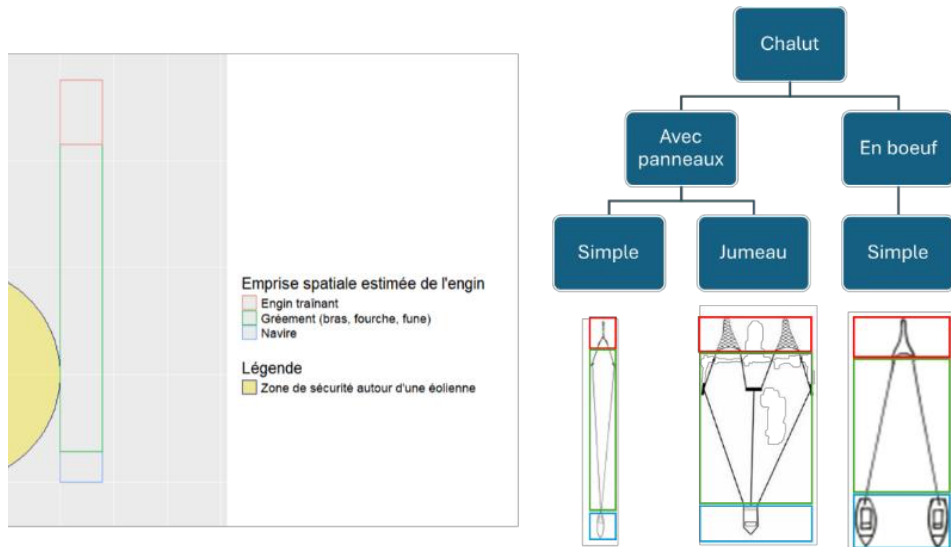 Emprise spatiale estimée de l'engin
Engin traînant
Gréement (bras, fourche, fune)
Navire
Légende
Zone de sécurité autour d'une éolienne
Chalut
Avec
panneaux
En boeuf
Simple
Jumeau
Simple